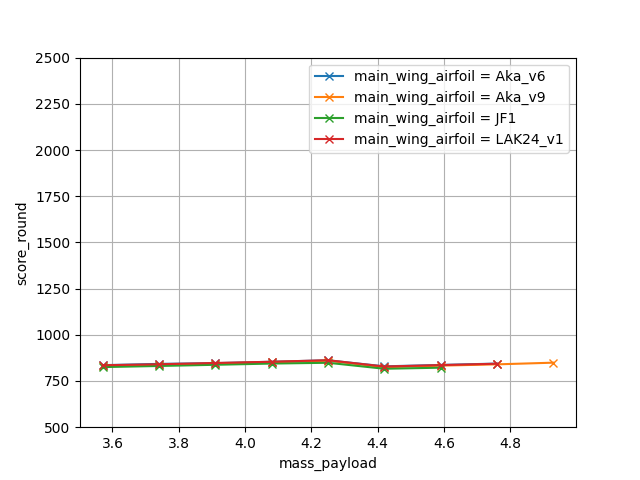 2500
2250
2000
1750
1500
1250
1000
750
500
score_round
main_wing_airfoil = Aka_v6
main_wing_airfoil = Aka_v9
main_wing_airfoil = JF1
main_wing_airfoil = LAK24_v1
3.6 3.8 4.0 4.2 4.4 4.6 4.8
mass_payload